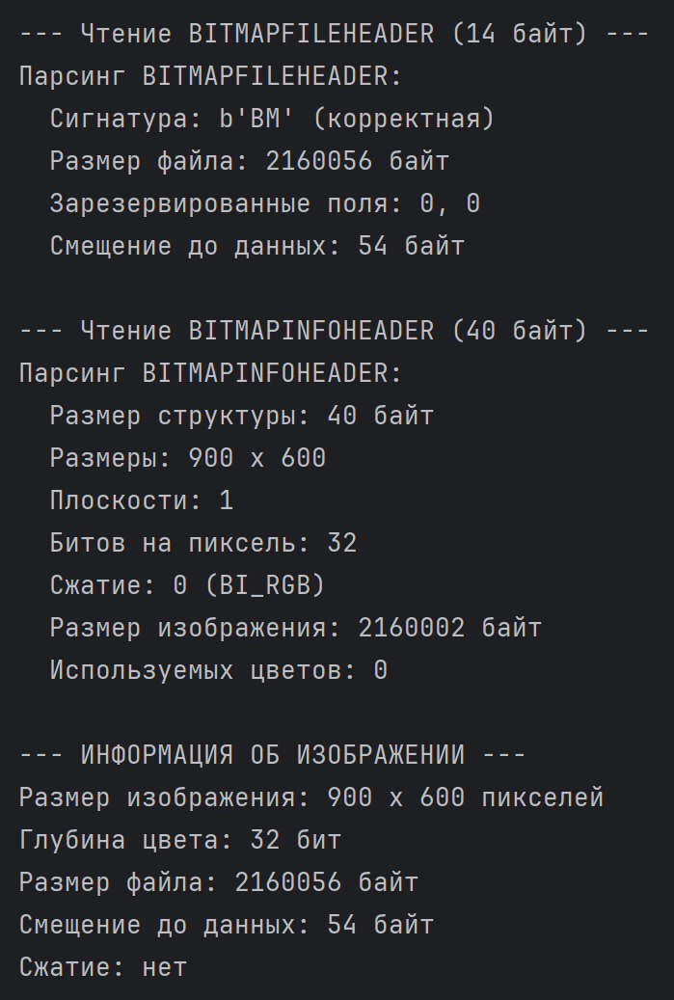 --- Чтение BITMAPFILEHEADER (14 байт) ---
Парсинг BITMAPFILEHEADER:
  Сигнатура: b'BM' (корректная)
  Размер файла: 2160056 байт
  Зарезервированные поля: 0, 0
  Смещение до данных: 54 байт

--- Чтение BITMAPINFOHEADER (40 байт) ---
Парсинг BITMAPINFOHEADER:
  Размер структуры: 40 байт
  Размеры: 900 x 600
  Плоскости: 1
  Битов на пиксель: 32
  Сжатие: 0 (BI_RGB)
  Размер изображения: 2160002 байт
  Используемых цветов: 0

--- ИНФОРМАЦИЯ ОБ ИЗОБРАЖЕНИИ ---
Размер изображения: 900 x 600 пикселей
Глубина цвета: 32 бит
Размер файла: 2160056 байт
Смещение до данных: 54 байт
Сжатие: нет